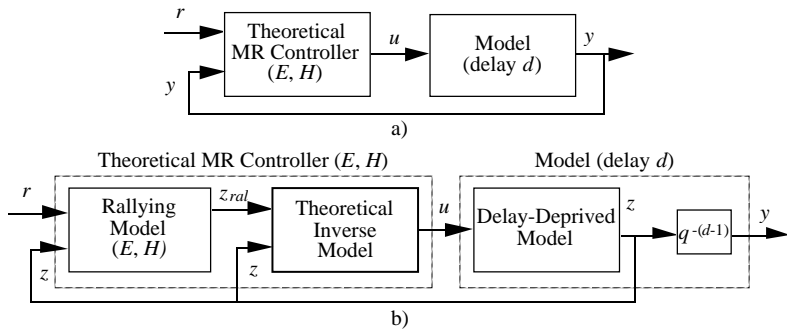 r
y
Theoretical
MR Controller
(E, H)
u
Model
(delay d)
y
a)
Theoretical MR Controller (E, H)
Model (delay d)
r
z
Rallying
Model
(E, H)
z_ral
z
Theoretical
Inverse
Model
u
Delay-Deprived
Model
z
q^-(d-1)
y
b)